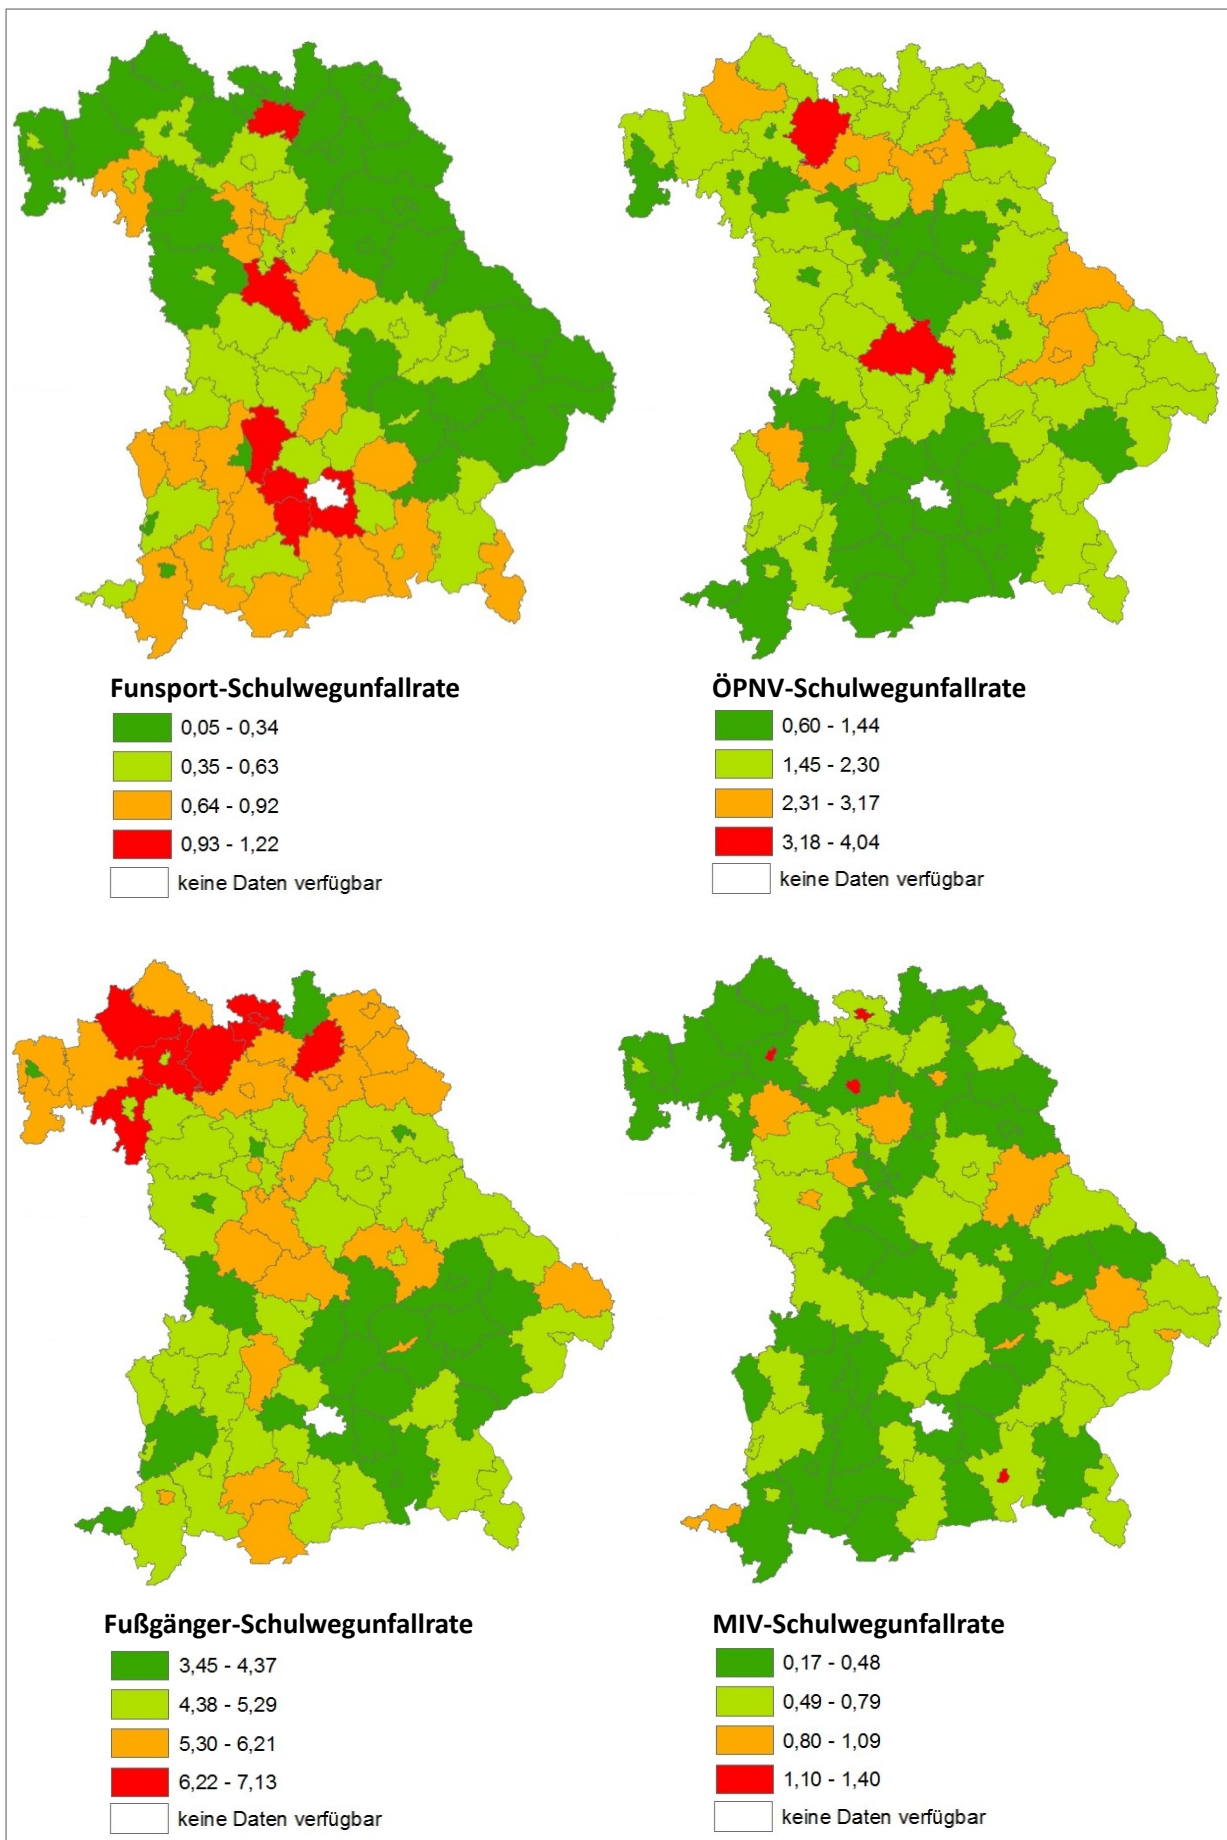 Funsport-Schulwegunfallrate
0,05 - 0,34
0,35 - 0,63
0,64 - 0,92
0,93 - 1,22
keine Daten verfügbar
ÖPNV-Schulwegunfallrate
0,60 - 1,44
1,45 - 2,30
2,31 - 3,17
3,18 - 4,04
keine Daten verfügbar
Fußgänger-Schulwegunfallrate
3,45 - 4,37
4,38 - 5,29
5,30 - 6,21
6,22 - 7,13
keine Daten verfügbar
MIV-Schulwegunfallrate
0,17 - 0,48
0,49 - 0,79
0,80 - 1,09
1,10 - 1,40
keine Daten verfügbar